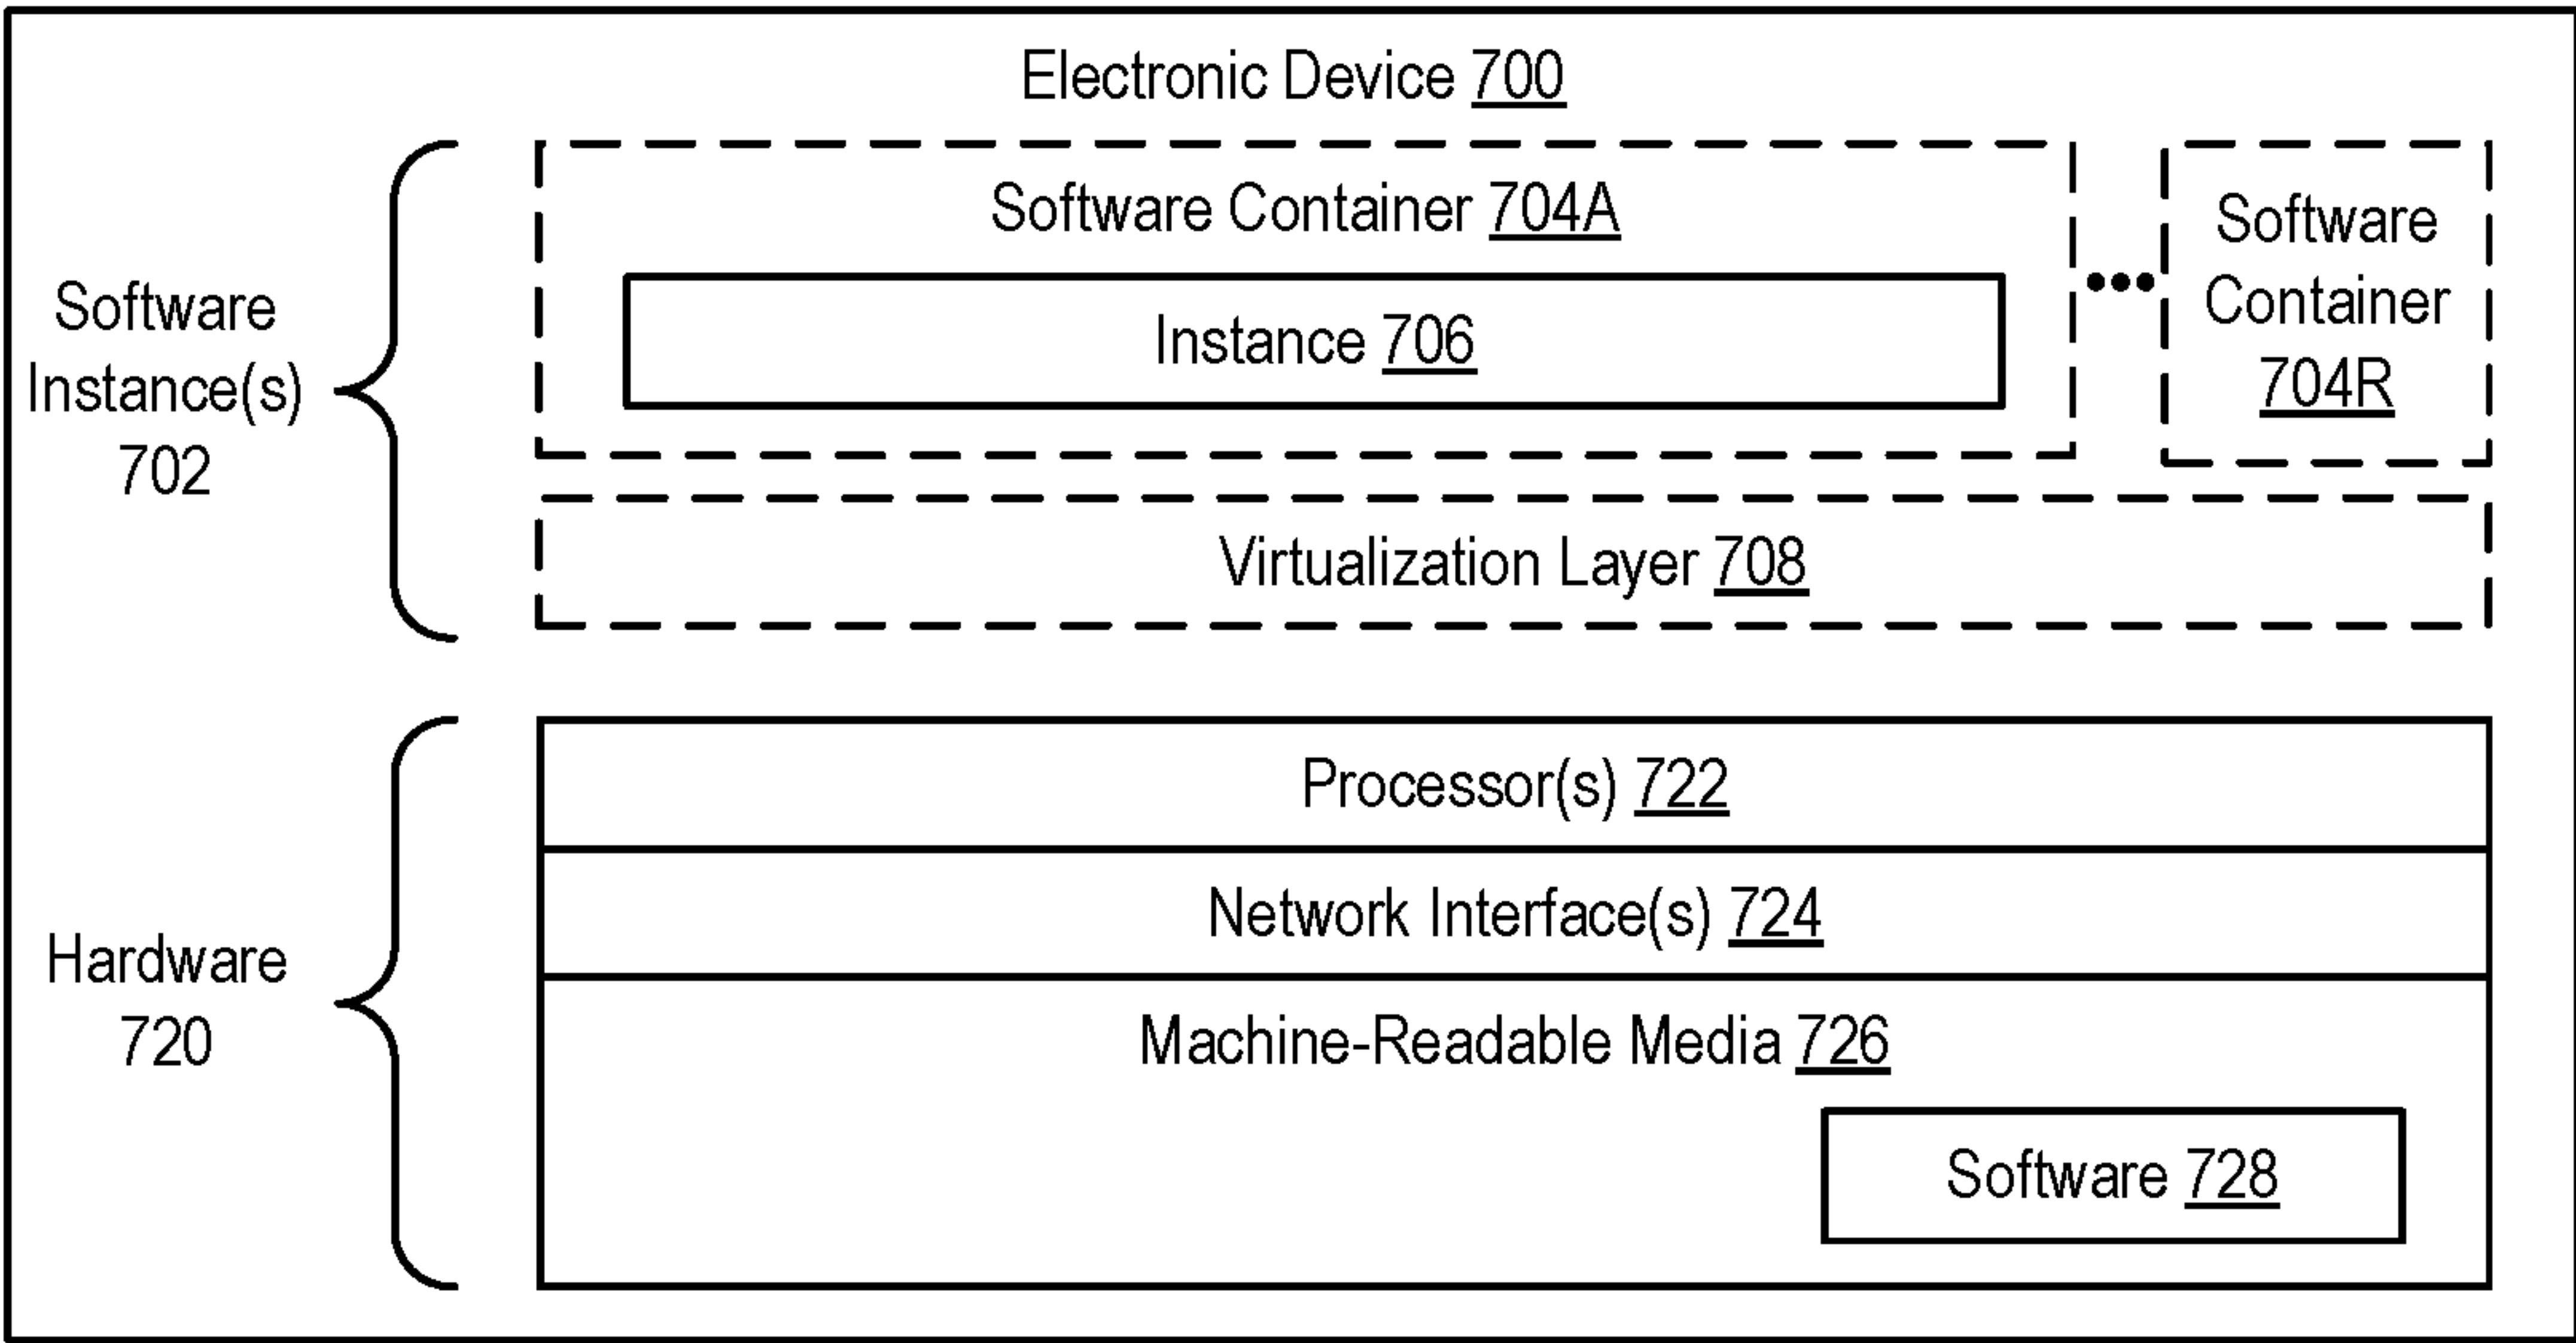 Electronic Device 700
Software
Instance(s)
702
Software Container 704A
Instance 706
Software
Container
704R
Virtualization Layer 708
Hardware
720
Processor(s) 722
Network Interface(s) 724
Machine-Readable Media 726
Software 728